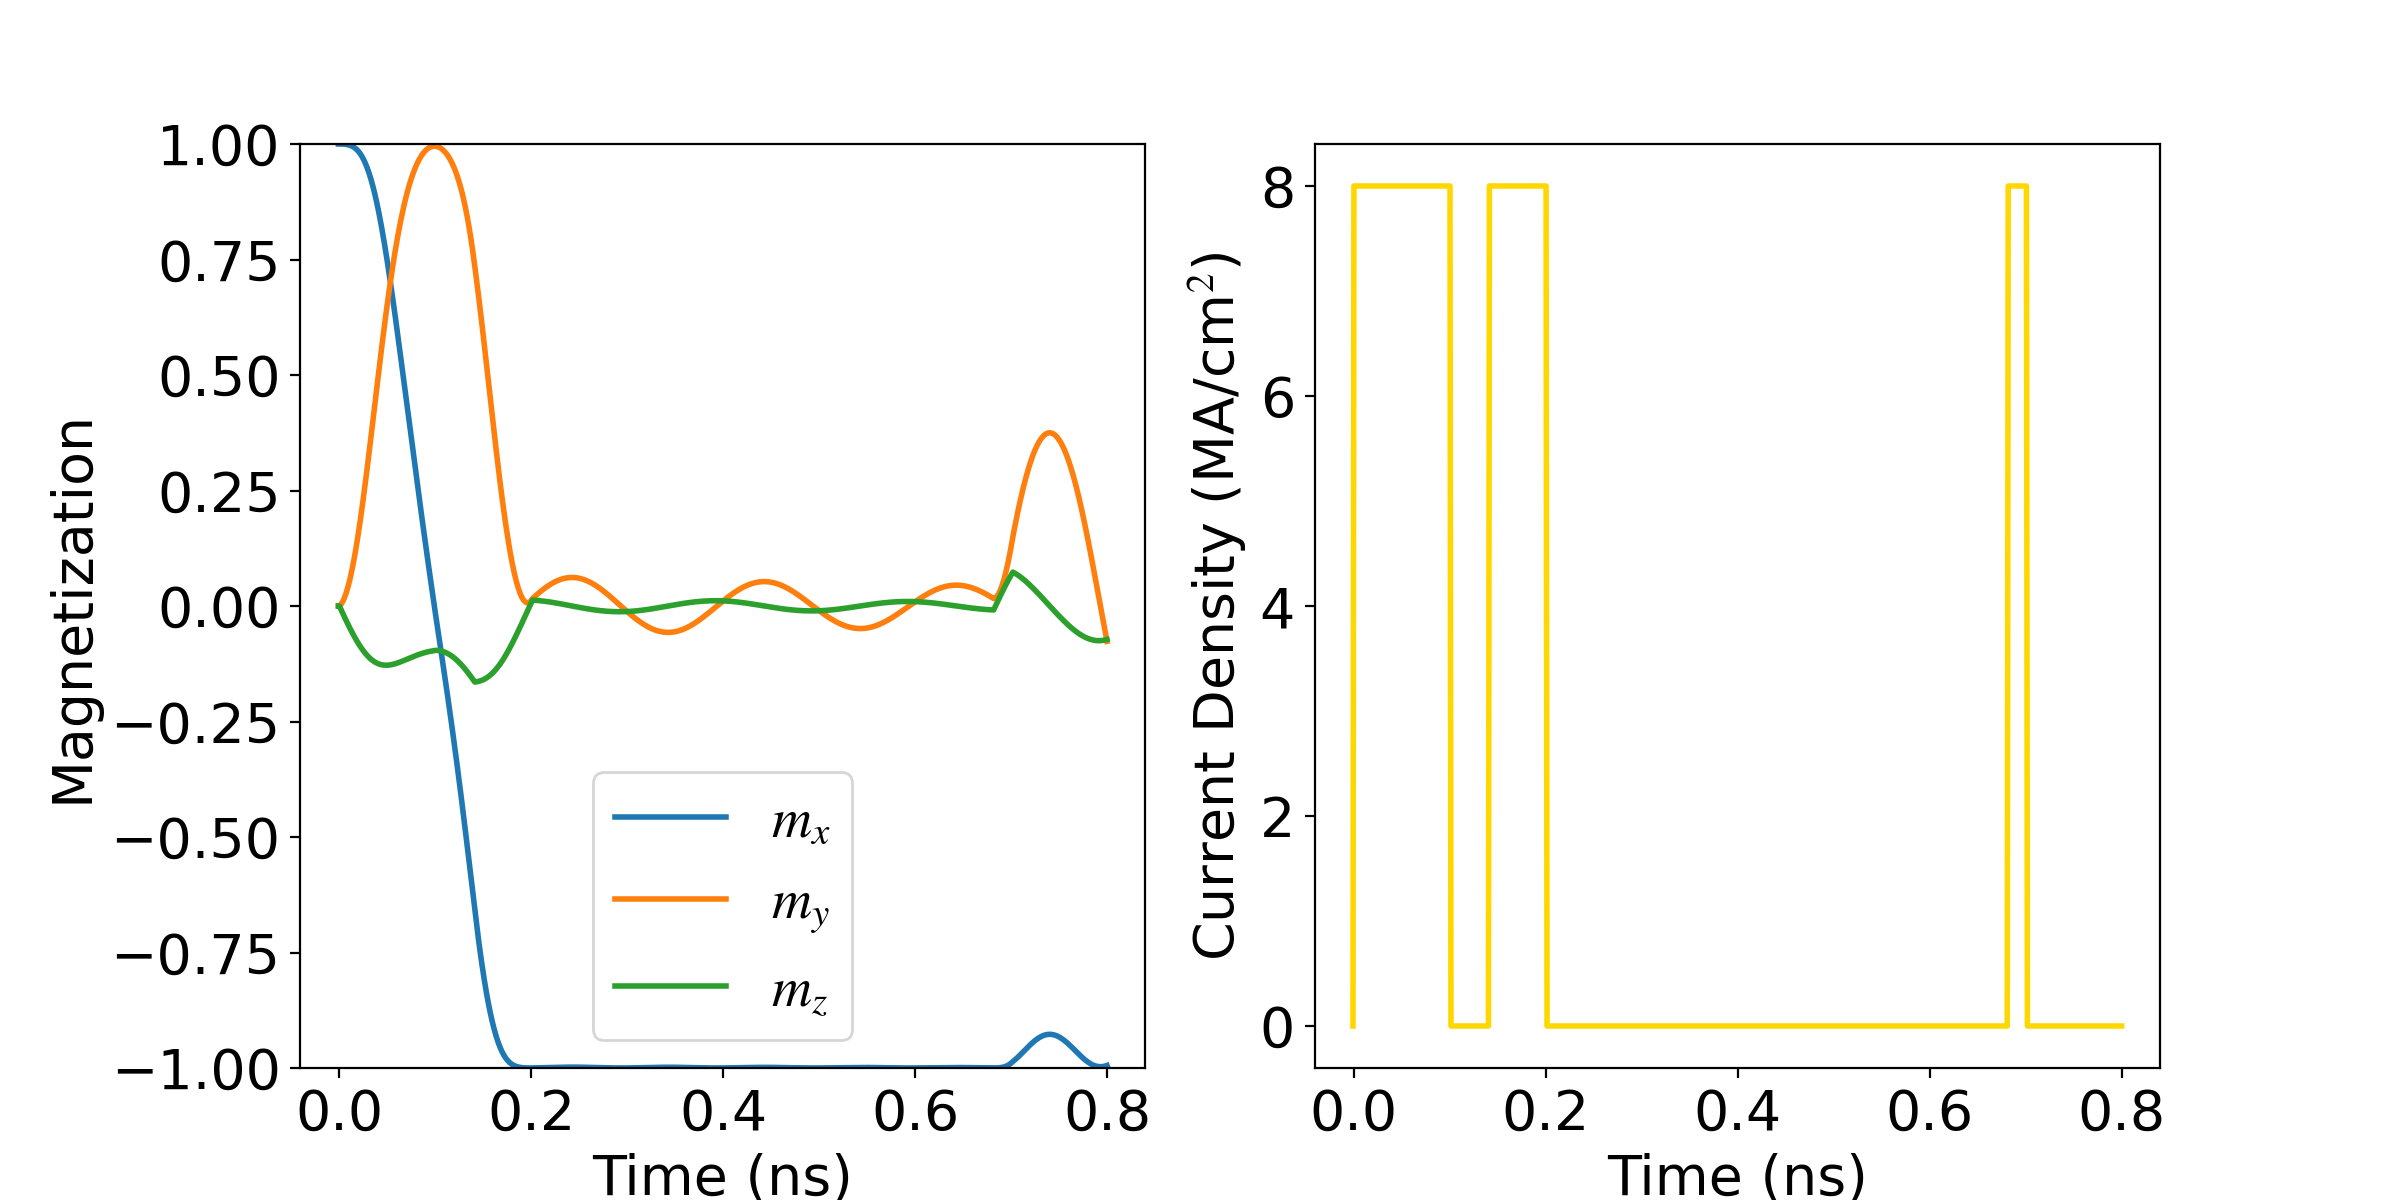 Magnetization
1.00
0.75
0.50
0.25
0.00
−0.25
−0.50
−0.75
−1.00
0.0 0.2 0.4 0.6 0.8
Time (ns)
m_x
m_y
m_z
Current Density (MA/cm²)
8
6
4
2
0
0.0 0.2 0.4 0.6 0.8
Time (ns)